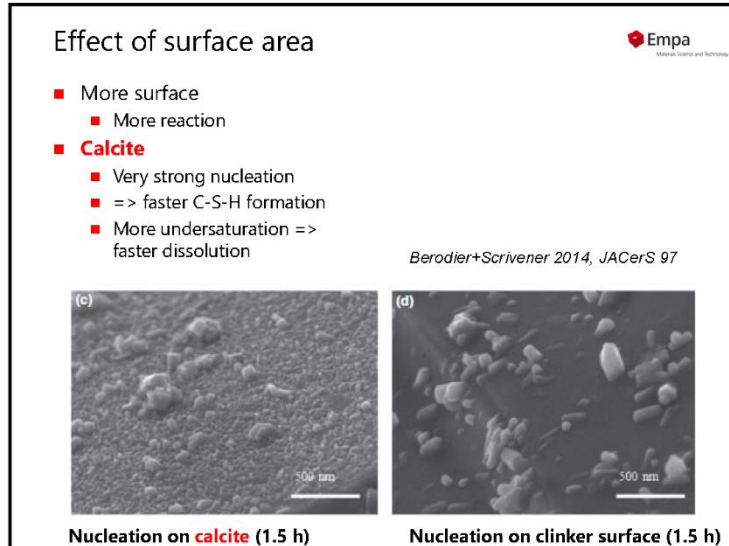 Effect of surface area
Empa
Materials Science and Technology
■ More surface
■ More reaction
■ Calcite
■ Very strong nucleation
■ => faster C-S-H formation
■ More undersaturation =>
faster dissolution
Berodier+Scrivener 2014, JACerS 97
(c)
500 nm
(d)
500 nm
Nucleation on calcite (1.5 h)
Nucleation on clinker surface (1.5 h)